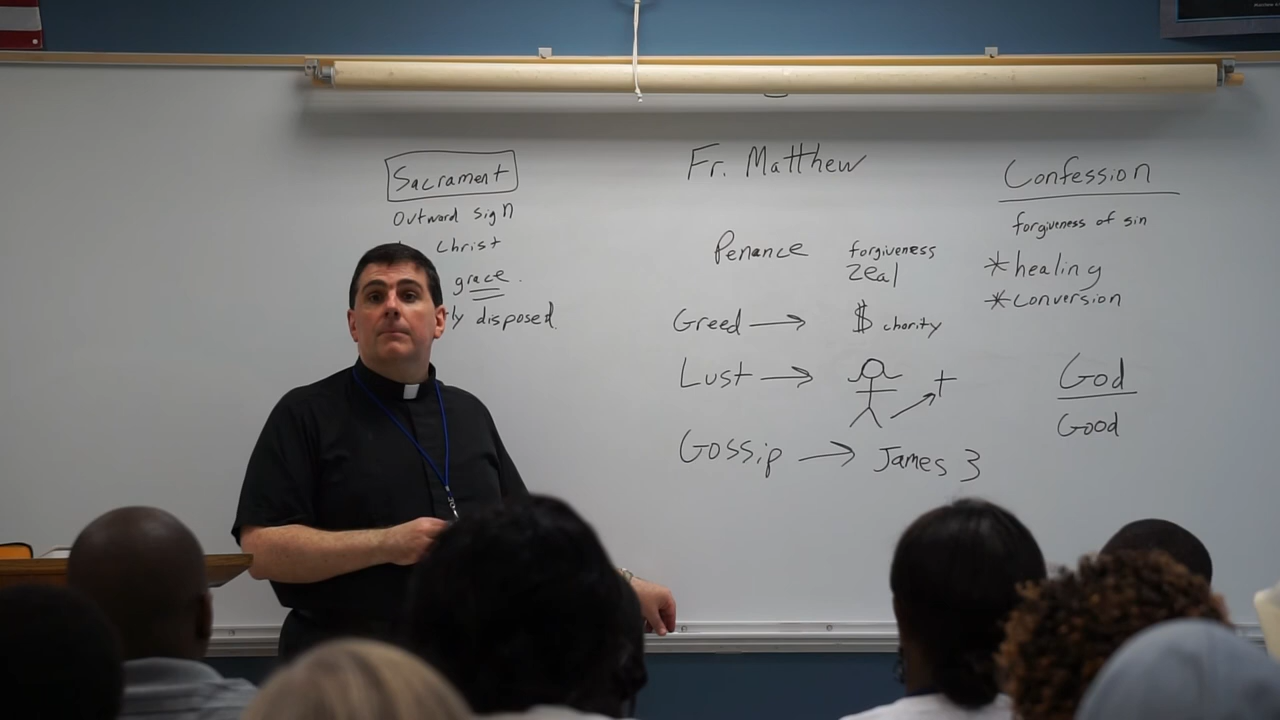 Sacrament
Outward sign
Christ
grace.
disposed
Fr. Matthew
Penance forgiveness
zeal
Greed → $ charity
Lust →
Gossip → James 3
Confession
forgiveness of sin
*healing
*conversion
God
Good